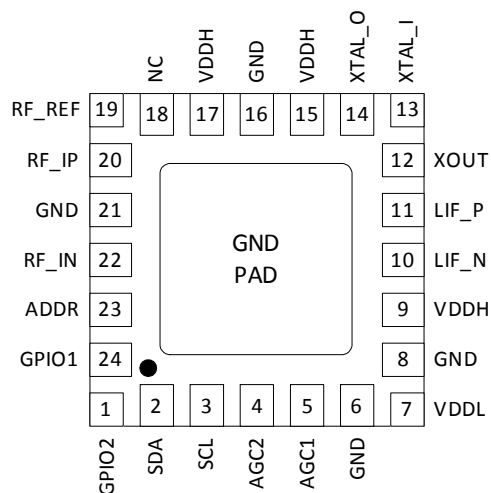 NC
VDDH
GND
VDDH
XTAL_O
XTAL_I
RF_REF 19 18 17 16 15 14 13
RF_IP 20 12 XOUT
GND 21 11 LIF_P
RF_IN 22 GND 10 LIF_N
PAD
ADDR 23 9 VDDH
GPIO1 24 8 GND
1 2 3 4 5 6 7 VDDL
GPIO2
SDA
SCL
AGC2
AGC1
GND